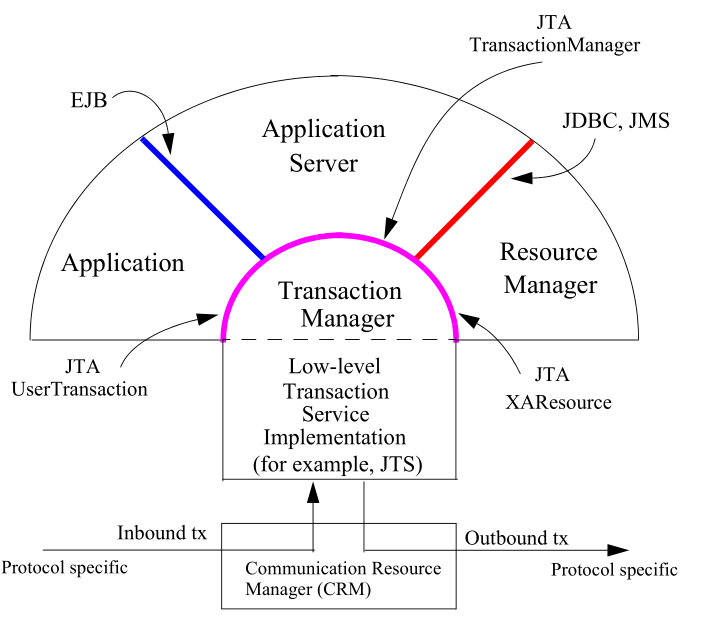 JTA
TransactionManager
EJB
JDBC, JMS
Application
Server
Application
Resource
Manager
Transaction
Manager
JTA
UserTransaction
JTA
XAResource
Low-level
Transaction
Service
Implementation
(for example, JTS)
Inbound tx
Outbound tx
Protocol specific
Communication Resource
Manager (CRM)
Protocol specific